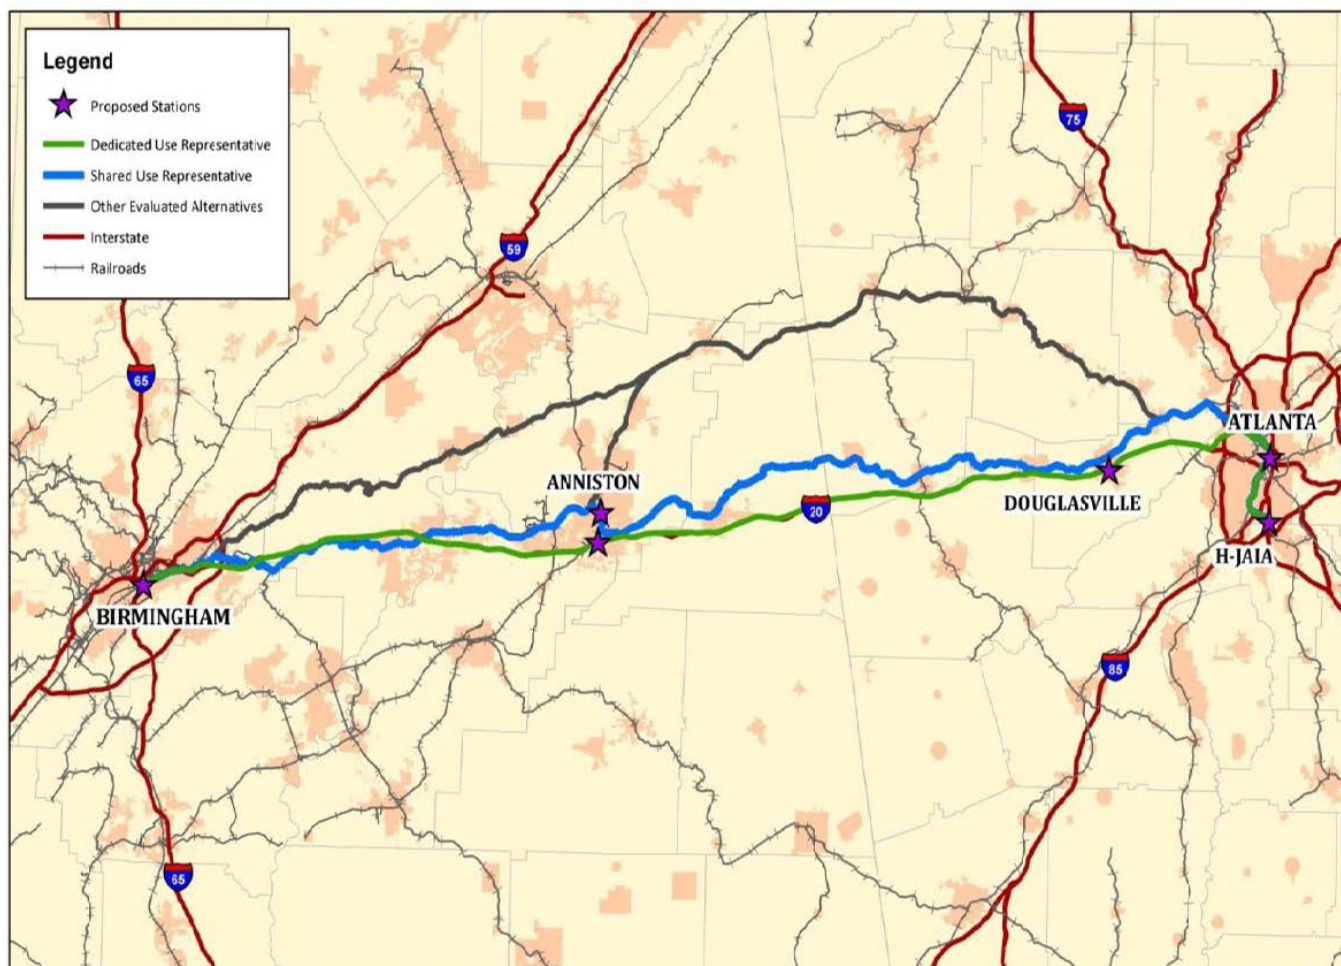 Legend
Proposed Stations
Dedicated Use Representative
Shared Use Representative
Other Evaluated Alternatives
Interstate
Railroads
75
59
65
ATLANTA
ANNISTON
DOUGLASVILLE
20
H-JAIA
BIRMINGHAM
85
65